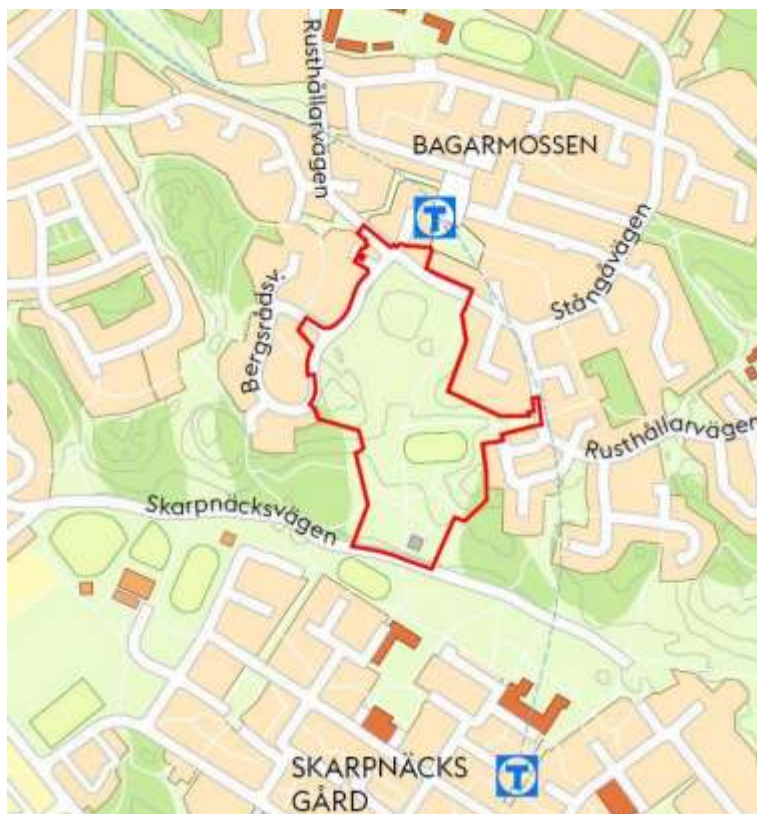 Rusthållarvägen
BAGARMOSSEN
T
Stångåvägen
Bergsrådsv.
Rusthållarvägen
Skarpnäcksvägen
SKARPNÄCKS
GÅRD
T